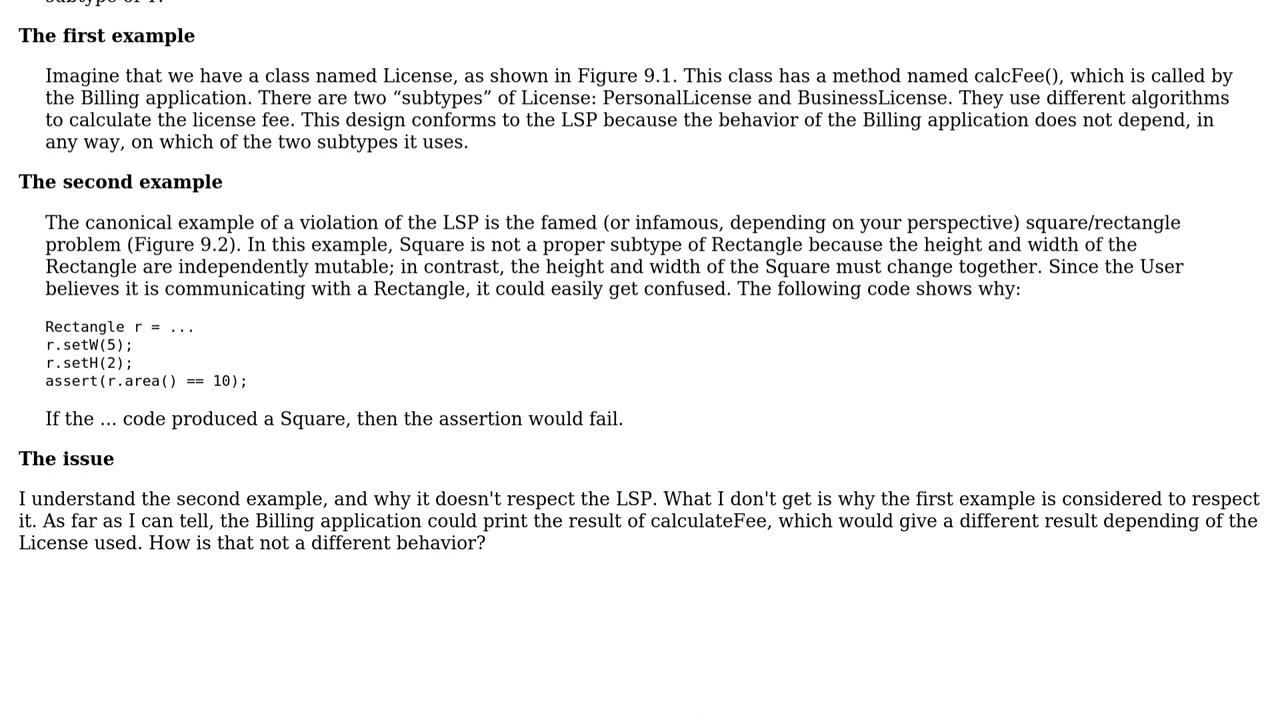 The first example
Imagine that we have a class named License, as shown in Figure 9.1. This class has a method named calcFee(), which is called by
the Billing application. There are two “subtypes” of License: PersonalLicense and BusinessLicense. They use different algorithms
to calculate the license fee. This design conforms to the LSP because the behavior of the Billing application does not depend, in
any way, on which of the two subtypes it uses.
The second example
The canonical example of a violation of the LSP is the famed (or infamous, depending on your perspective) square/rectangle
problem (Figure 9.2). In this example, Square is not a proper subtype of Rectangle because the height and width of the
Rectangle are independently mutable; in contrast, the height and width of the Square must change together. Since the User
believes it is communicating with a Rectangle, it could easily get confused. The following code shows why:
Rectangle r = ...
r.setW(5);
r.setH(2);
assert(r.area() == 10);
If the ... code produced a Square, then the assertion would fail.
The issue
I understand the second example, and why it doesn't respect the LSP. What I don't get is why the first example is considered to respect
it. As far as I can tell, the Billing application could print the result of calculateFee, which would give a different result depending of the
License used. How is that not a different behavior?